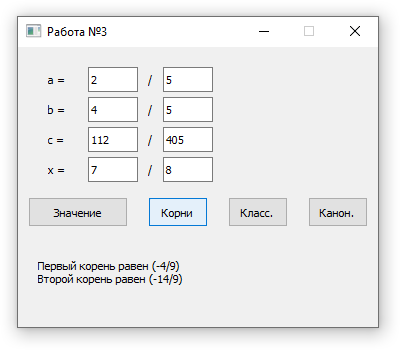 Работа №3
a = 2 / 5
b = 4 / 5
c = 112 / 405
x = 7 / 8
Значение Корни Класс. Канон.
Первый корень равен (-4/9)
Второй корень равен (-14/9)